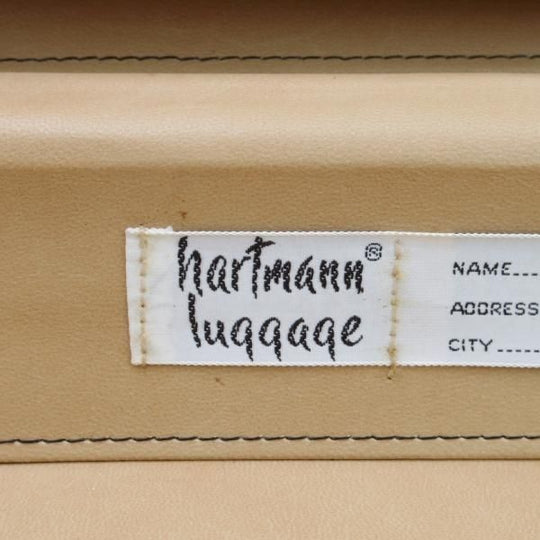 hartmann®
luggage
NAME
ADDRESS
CITY